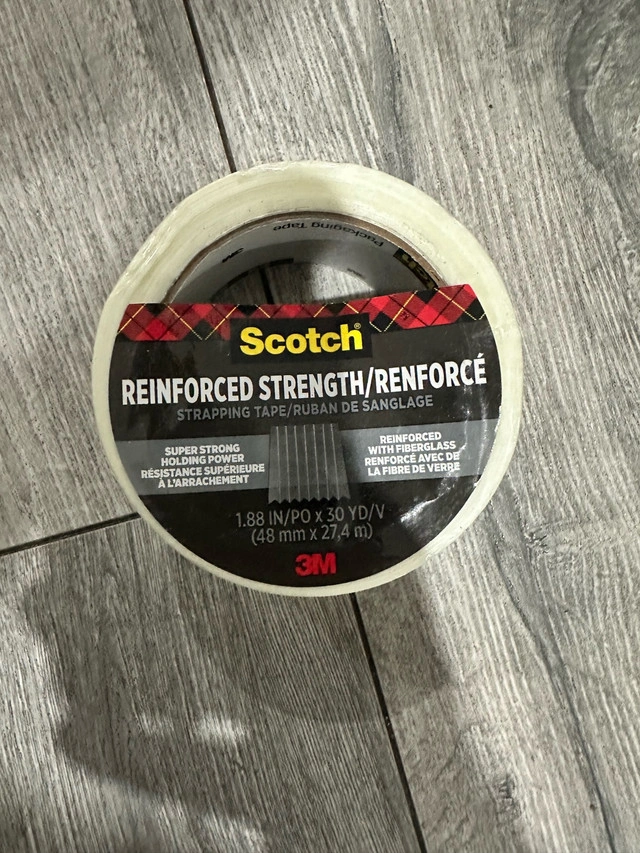 Packaging Tape
3M
Scotch®
REINFORCED STRENGTH/RENFORCÉ
STRAPPING TAPE/RUBAN DE SANGLAGE
SUPER STRONG
HOLDING POWER
RÉSISTANCE SUPÉRIEURE
À L'ARRACHEMENT
REINFORCED
WITH FIBERGLASS
RENFORCÉ AVEC DE
LA FIBRE DE VERRE
1.88 IN/PO x 30 YD/V
(48 mm x 27,4 m)
3M